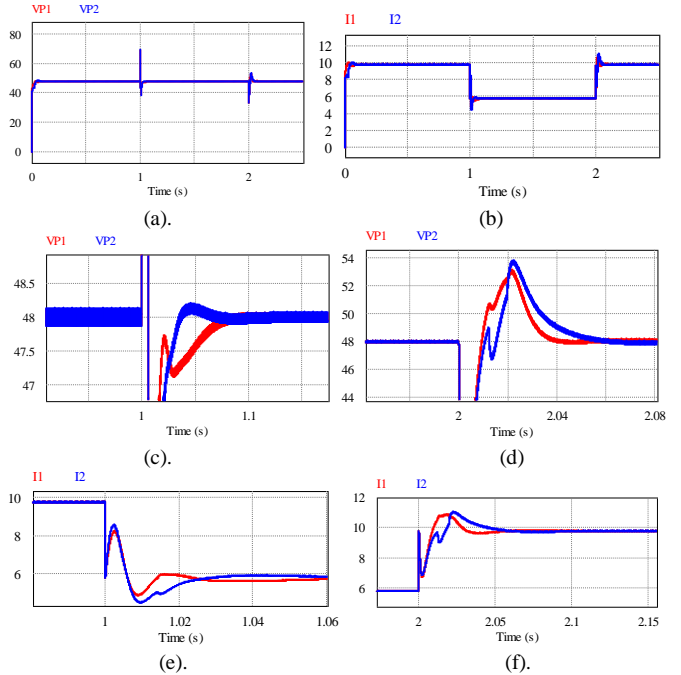 VP1 VP2
80
60
40
20
0
0 1 2
Time (s)
(a).
I1 I2
12
10
8
6
4
2
0
0 1 2
Time (s)
(b)
VP1 VP2
48.5
48
47.5
47
1 1.1
Time (s)
(c).
VP1 VP2
54
52
50
48
46
44
2 2.04 2.08
Time (s)
(d)
I1 I2
10
8
6
1 1.02 1.04 1.06
Time (s)
(e).
I1 I2
12
10
8
6
2 2.05 2.1 2.15
Time (s)
(f).